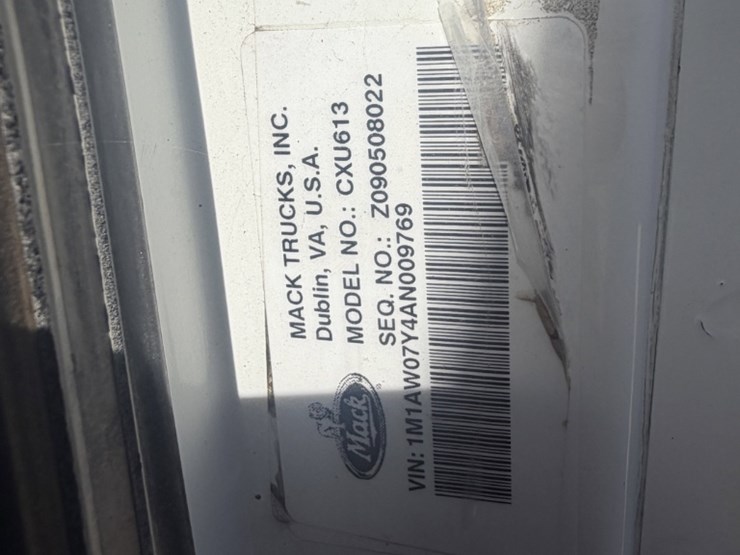 MACK TRUCKS, INC.
Dublin, VA, U.S.A.
MODEL NO.: CXU613
SEQ. NO.: Z090508022
Mack
VIN: 1M1AW07Y4AN009769